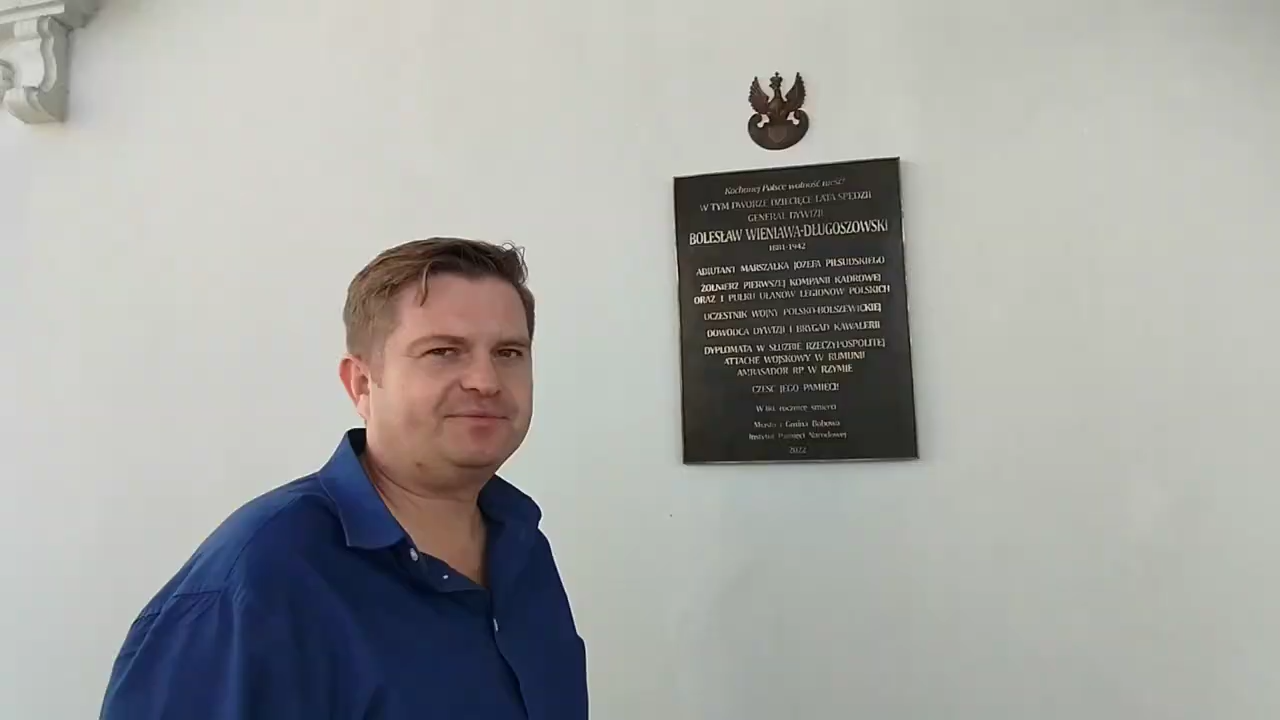 Kochanej Polsce wolność nieść!
W TYM DWORZE DZIECIĘCE LATA SPĘDZIŁ
GENERAŁ DYWIZJI
BOLESŁAW WIENIAWA-DŁUGOSZOWSKI
1881-1942
ADIUTANT MARSZAŁKA JÓZEFA PIŁSUDSKIEGO
ŻOŁNIERZ PIERWSZEJ KOMPANII KADROWEJ
ORAZ 1 PUŁKU UŁANÓW LEGIONÓW POLSKICH
UCZESTNIK WOJNY POLSKO-BOLSZEWICKIEJ
DOWÓDCA DYWIZJI I BRYGAD KAWALERII
DYPLOMATA W SŁUŻBIE RZECZYPOSPOLITEJ
ATTACHÉ WOJSKOWY W RUMUNII
AMBASADOR RP W RZYMIE
CZEŚĆ JEGO PAMIĘCI!
W 80. rocznicę śmierci
Miasto i Gmina Bobowa
Instytut Pamięci Narodowej
2022